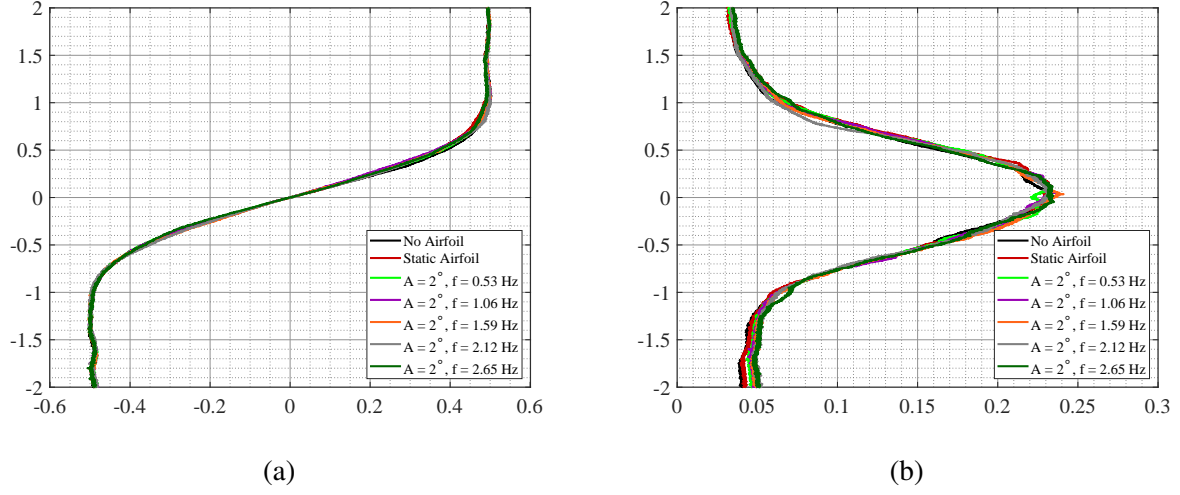 2
1.5
1
0.5
0
-0.5
-1
-1.5
-2
-0.6 -0.4 -0.2 0 0.2 0.4 0.6
No Airfoil
Static Airfoil
A = 2°, f = 0.53 Hz
A = 2°, f = 1.06 Hz
A = 2°, f = 1.59 Hz
A = 2°, f = 2.12 Hz
A = 2°, f = 2.65 Hz
(a)
2
1.5
1
0.5
0
-0.5
-1
-1.5
-2
0 0.05 0.1 0.15 0.2 0.25 0.3
No Airfoil
Static Airfoil
A = 2°, f = 0.53 Hz
A = 2°, f = 1.06 Hz
A = 2°, f = 1.59 Hz
A = 2°, f = 2.12 Hz
A = 2°, f = 2.65 Hz
(b)